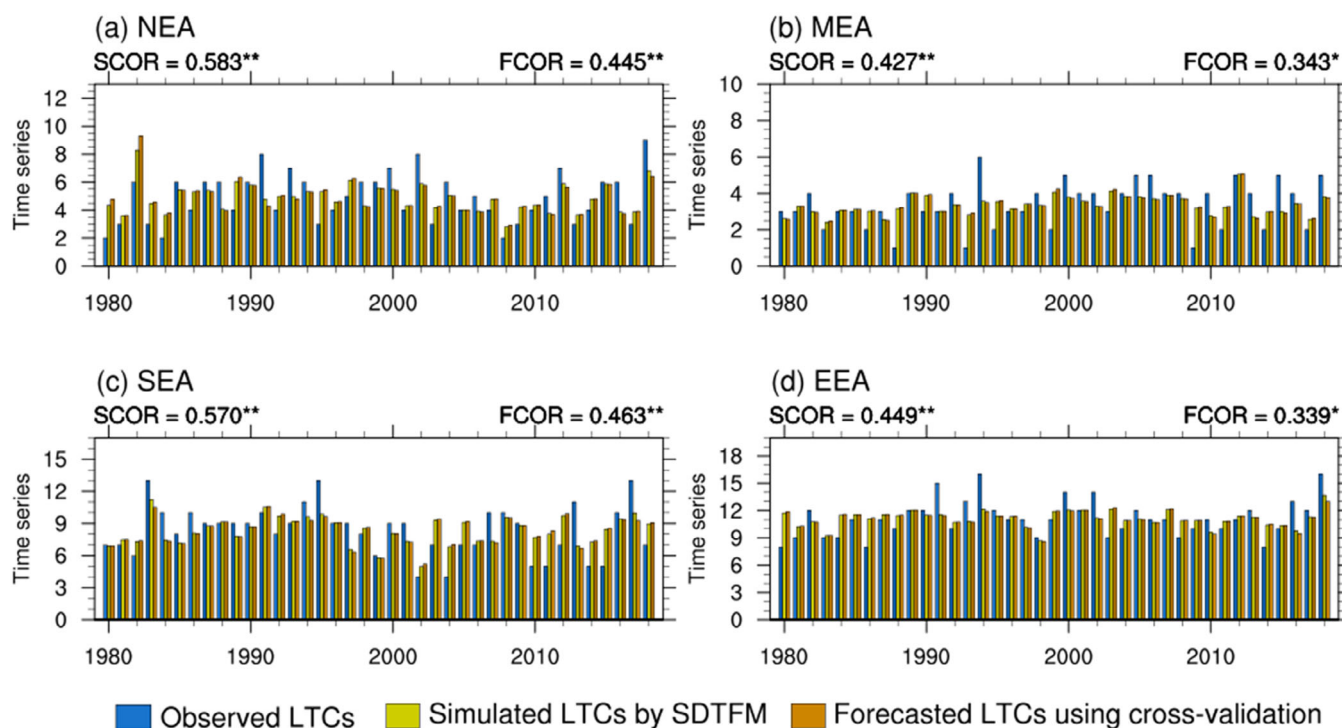 (a) NEA
SCOR = 0.583** FCOR = 0.445**
Time series
12
10
8
6
4
2
0
1980 1990 2000 2010
(b) MEA
SCOR = 0.427** FCOR = 0.343*
Time series
10
8
6
4
2
0
1980 1990 2000 2010
(c) SEA
SCOR = 0.570** FCOR = 0.463**
Time series
15
12
9
6
3
0
1980 1990 2000 2010
(d) EEA
SCOR = 0.449** FCOR = 0.339*
Time series
18
15
12
9
6
3
0
1980 1990 2000 2010
Observed LTCs Simulated LTCs by SDTFM Forecasted LTCs using cross-validation